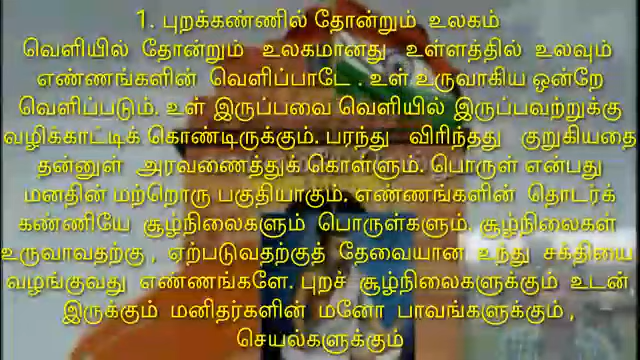 1. புறக்கண்ணில் தோன்றும் உலகம்
வெளியில் தோன்றும் உலகமானது உள்ளத்தில் உலவும்
எண்ணங்களின் வெளிப்பாடே . உள் உருவாகிய ஒன்றே
வெளிப்படும். உள் இருப்பவை வெளியில் இருப்பவற்றுக்கு
வழிக்காட்டிக் கொண்டிருக்கும். பரந்து விரிந்தது குறுகியதை
தன்னுள் அரவணைத்துக் கொள்ளும். பொருள் என்பது
மனதின் மற்றொரு பகுதியாகும். எண்ணங்களின் தொடர்க்
கண்ணியே சூழ்நிலைகளும் பொருள்களும். சூழ்நிலைகள்
உருவாவதற்கு , ஏற்படுவதற்குத் தேவையான உந்து சக்தியை
வழங்குவது எண்ணங்களே. புறச் சூழ்நிலைகளுக்கும் உடன்
இருக்கும் மனிதர்களின் மனோ பாவங்களுக்கும் ,
செயல்களுக்கும்